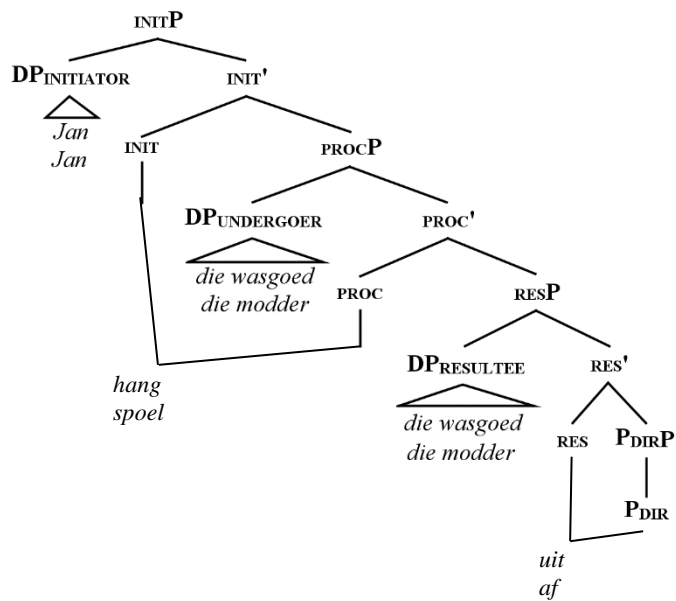 INITP
DPINITIATOR INIT'
Jan
Jan
INIT PROCP
DPUNDERGOER PROC'
die wasgoed
die modder
PROC RESP
DPRESULTEE RES'
hang
spoel
die wasgoed
die modder
RES PDIRP
PDIR
uit
af